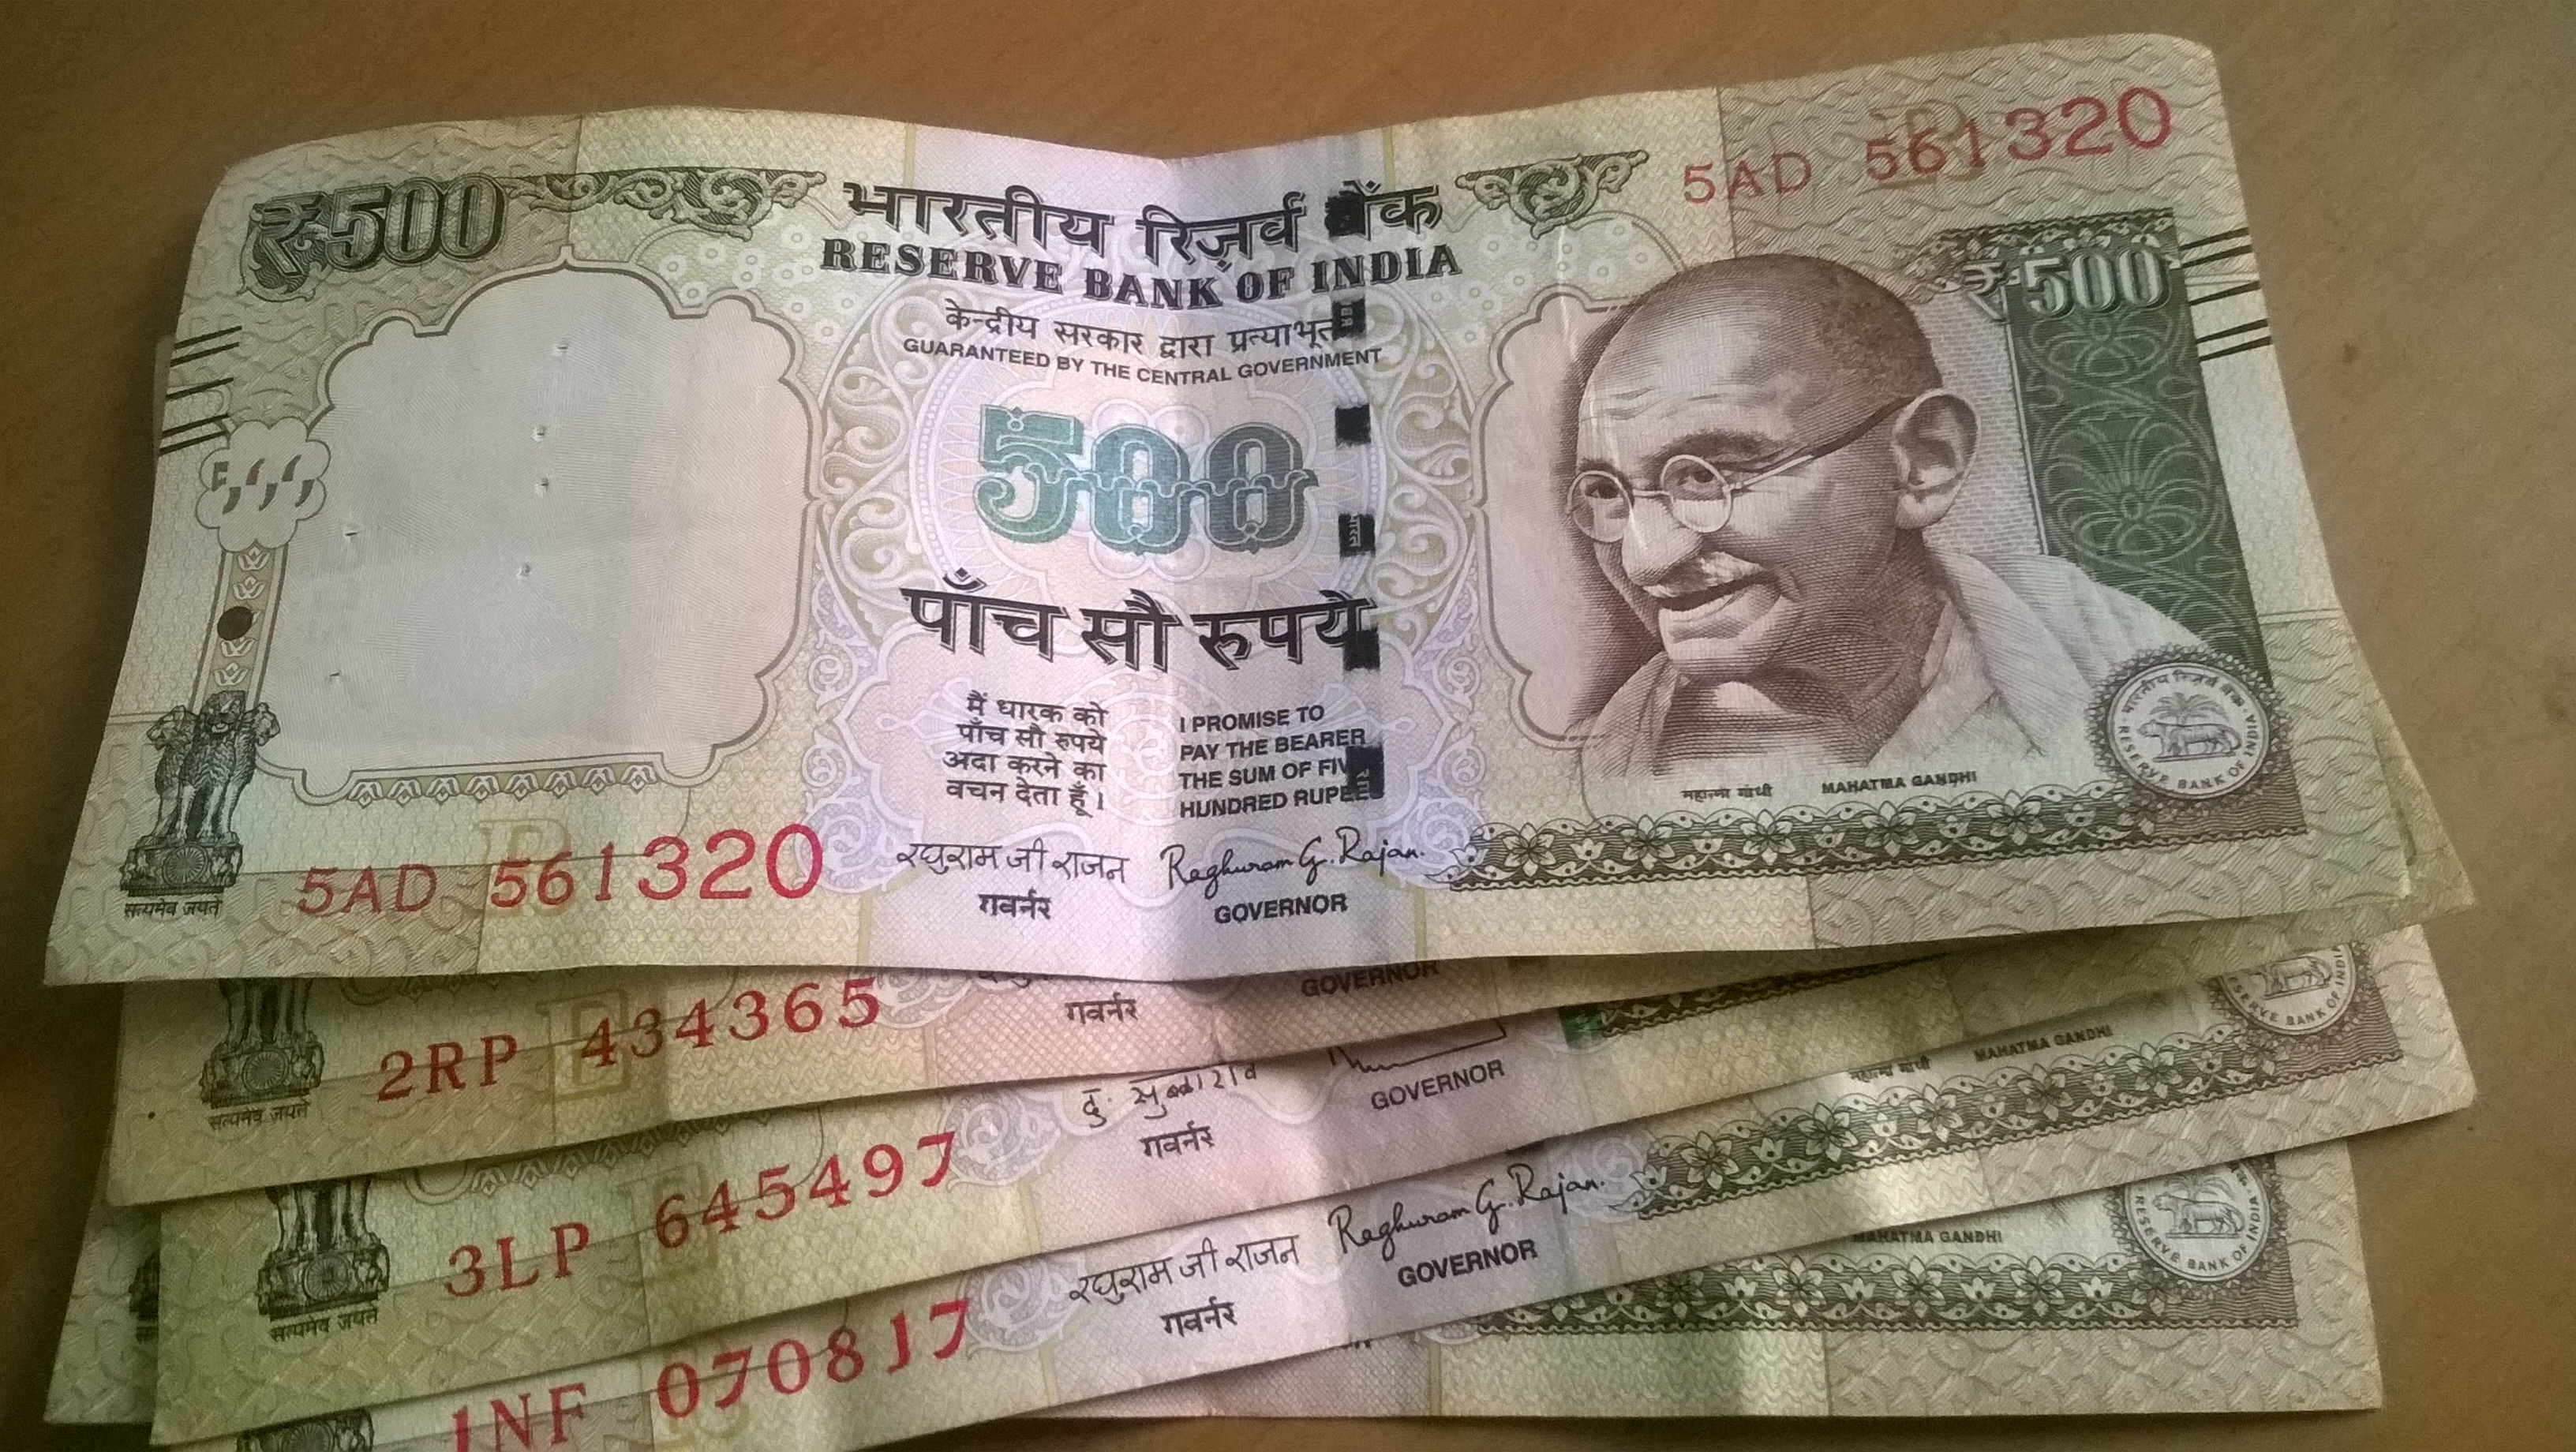 ₹500
भारतीय रिज़र्व बैंक
5AD 561320
RESERVE BANK OF INDIA
केन्द्रीय सरकार द्वारा प्रत्याभूत
GUARANTEED BY THE CENTRAL GOVERNMENT
₹500
500
पाँच सौ रुपये
मैं धारक को
पाँच सौ रुपये
अदा करने का
वचन देता हूँ।
I PROMISE TO
PAY THE BEARER
THE SUM OF FIVE
HUNDRED RUPEES
महात्मा गांधी MAHATMA GANDHI
भारतीय रिज़र्व बैंक
RESERVE BANK OF INDIA
5AD 561320
रघुराम जी राजन Raghuram G. Rajan.
गवर्नर GOVERNOR
सत्यमेव जयते
2RP 434365
गवर्नर GOVERNOR
सत्यमेव जयते
3LP 645497
दु. सुब्बाराव
गवर्नर GOVERNOR
महात्मा गांधी MAHATMA GANDHI
RESERVE BANK OF INDIA
सत्यमेव जयते
1NF 070817
रघुराम जी राजन Raghuram G. Rajan.
गवर्नर GOVERNOR
MAHATMA GANDHI
RESERVE BANK OF INDIA